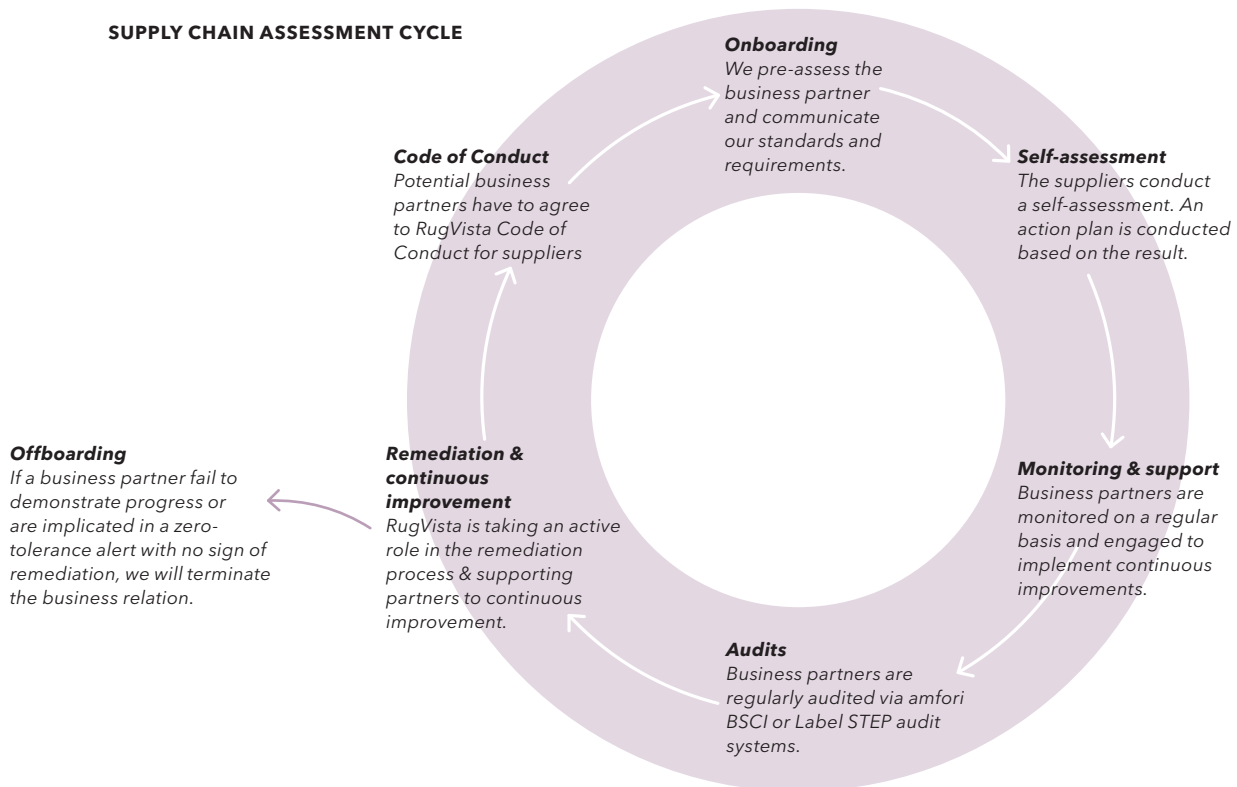 SUPPLY CHAIN ASSESSMENT CYCLE
Onboarding
We pre-assess the
business partner
and communicate
our standards and
requirements.
Self-assessment
The suppliers conduct
a self-assessment. An
action plan is conducted
based on the result.
Monitoring & support
Business partners are
monitored on a regular
basis and engaged to
implement continuous
improvements.
Audits
Business partners are
regularly audited via amfori
BSCI or Label STEP audit
systems.
Remediation &
continuous
improvement
RugVista is taking an active
role in the remediation
process & supporting
partners to continuous
improvement.
Code of Conduct
Potential business
partners have to agree
to RugVista Code of
Conduct for suppliers
Offboarding
If a business partner fail to
demonstrate progress or
are implicated in a zero-
tolerance alert with no sign of
remediation, we will terminate
the business relation.